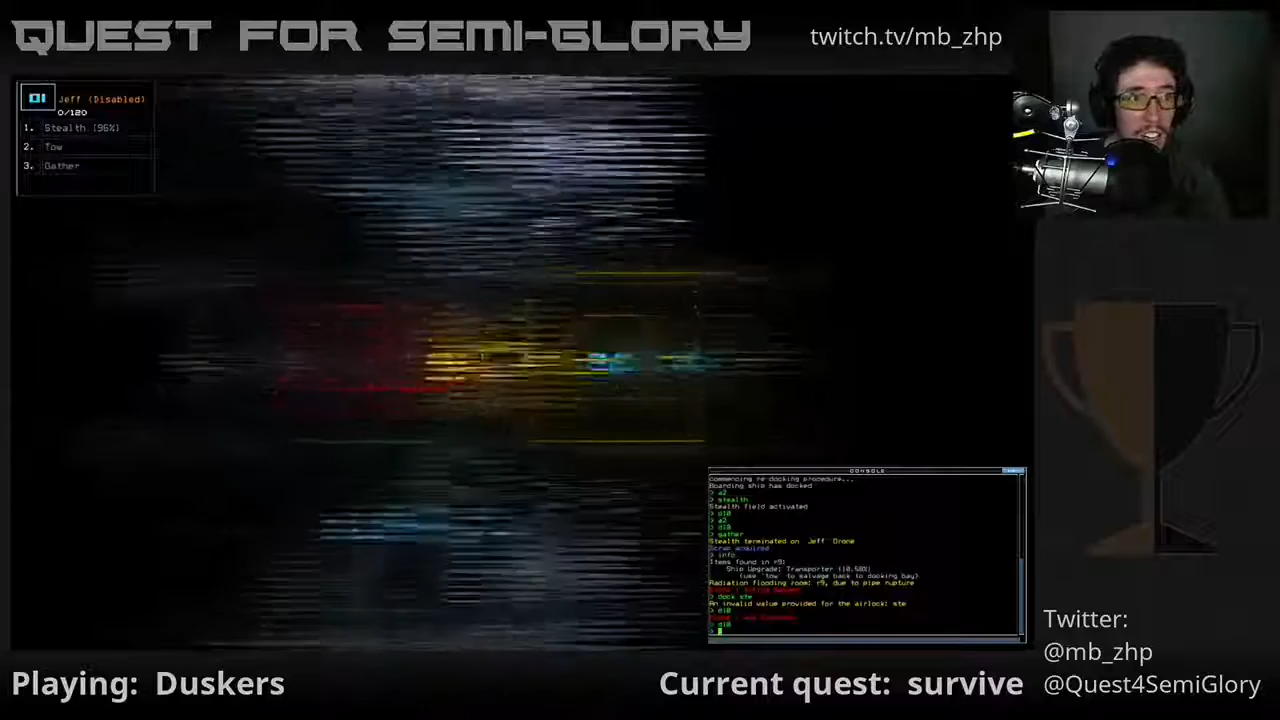 QUEST FOR SEMI-GLORY
twitch.tv/mb_zhp
Jeff (Disabled)
0/120
1. Stealth (96%)
2. Tow
3. Gather
CONSOLE
Commencing re-docking procedure...
Boarding ship has docked
> a2
> stealth
Stealth field activated
> d10
> a2
> d10
> gather
Stealth terminated on Jeff Drone
Scrap acquired
> info
Items found in r9:
Ship Upgrade: Transporter (10.58%)
(use 'tow' to salvage back to docking bay)
Radiation flooding room: r9, due to pipe rupture
> dock ste
An invalid value provided for the airlock: ste
> d10
> d10
>
Playing: Duskers
Current quest: survive
Twitter:
@mb_zhp
@Quest4SemiGlory